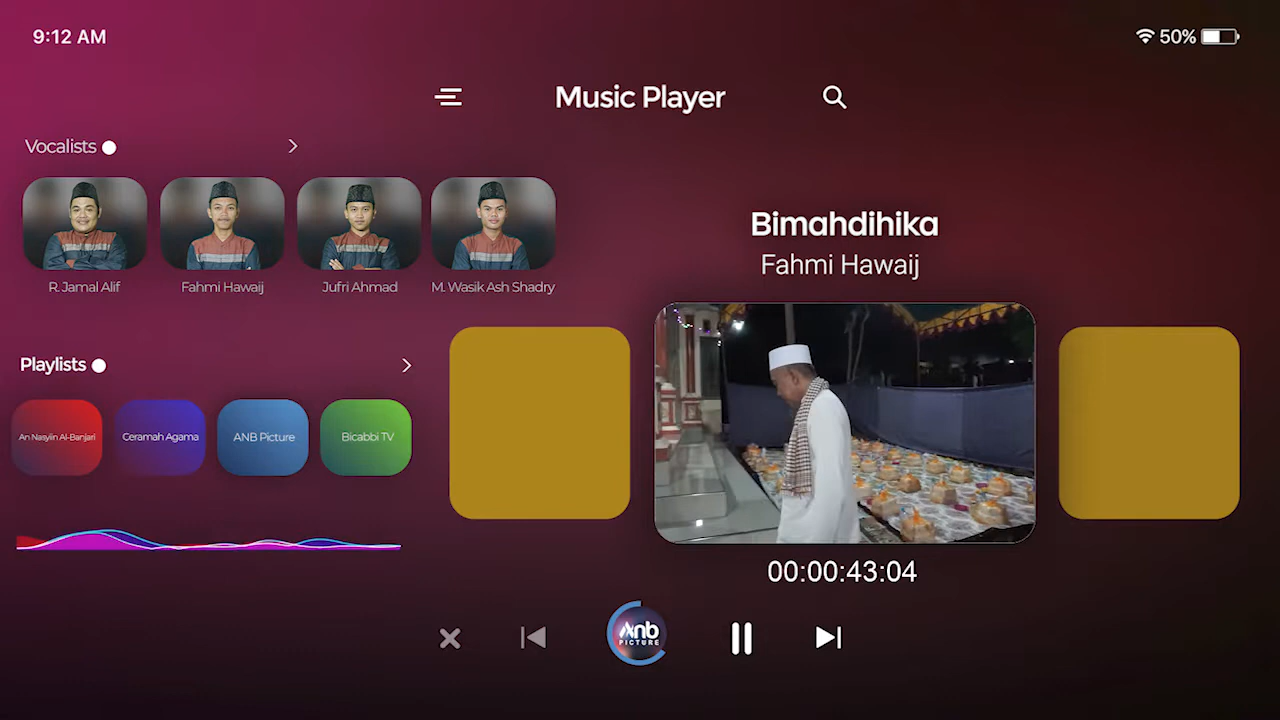 9:12 AM
50%
Music Player
Vocalists
R. Jamal Alif
Fahmi Hawaij
Jufri Ahmad
M. Wasik Ash Shadry
Bimahdihika
Fahmi Hawaij
Playlists
An Nasyiin Al-Banjari
Ceramah Agama
ANB Picture
Bicabbi TV
00:00:43:04
Anb
PICTURE